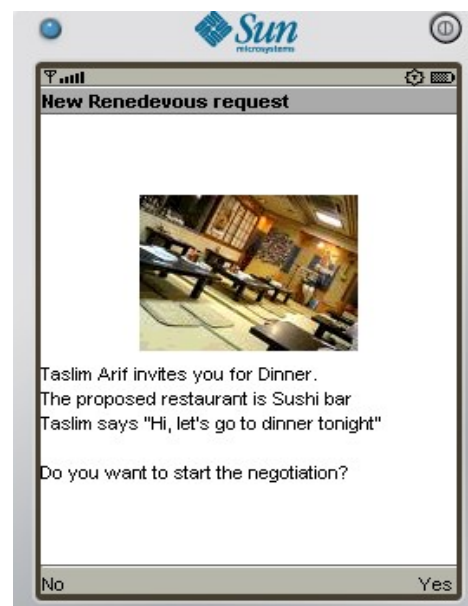 Sun
microsystems
New Renedevous request
Taslim Arif invites you for Dinner.
The proposed restaurant is Sushi bar
Taslim says "Hi, let's go to dinner tonight"
Do you want to start the negotiation?
No Yes